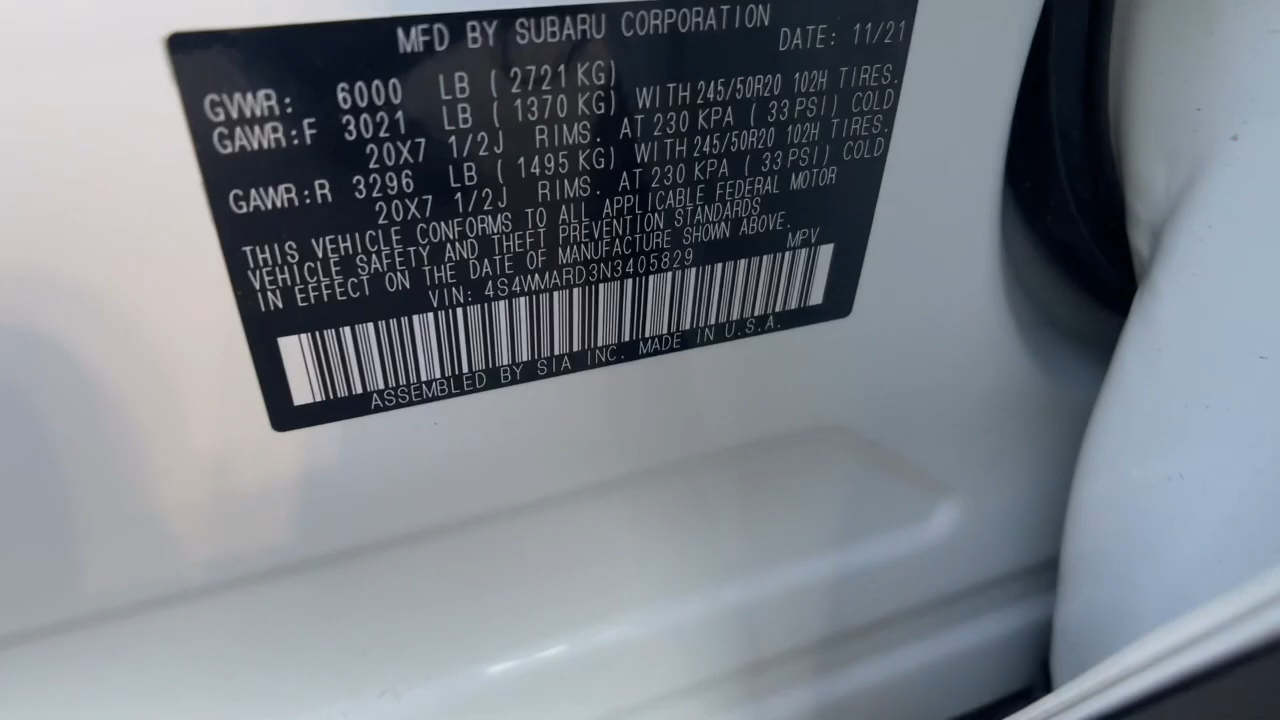 MFD BY SUBARU CORPORATION
DATE: 11/21
GVWR: 6000 LB ( 2721 KG)
GAWR:F 3021 LB ( 1370 KG) WITH 245/50R20 102H TIRES.
20X7 1/2J RIMS. AT 230 KPA ( 33 PSI) COLD
GAWR:R 3296 LB ( 1495 KG) WITH 245/50R20 102H TIRES.
20X7 1/2J RIMS. AT 230 KPA ( 33 PSI) COLD
THIS VEHICLE CONFORMS TO ALL APPLICABLE FEDERAL MOTOR
VEHICLE SAFETY AND THEFT PREVENTION STANDARDS
IN EFFECT ON THE DATE OF MANUFACTURE SHOWN ABOVE.
VIN: 4S4WMARD3N3405829 MPV
ASSEMBLED BY SIA INC. MADE IN U.S.A.